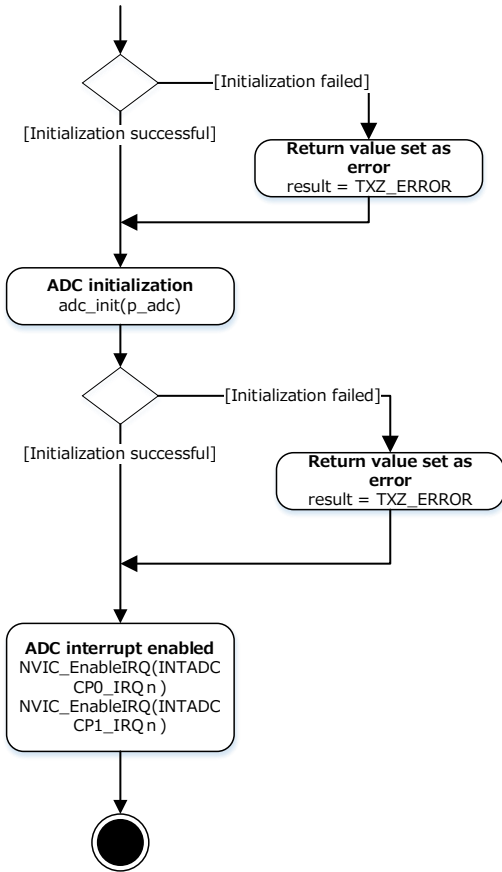 [Initialization failed]
[Initialization successful]
Return value set as
error
result = TXZ_ERROR
ADC initialization
adc_init(p_adc)
[Initialization failed]
[Initialization successful]
Return value set as
error
result = TXZ_ERROR
ADC interrupt enabled
NVIC_EnableIRQ(INTADC
CP0_IRQn)
NVIC_EnableIRQ(INTADC
CP1_IRQn)